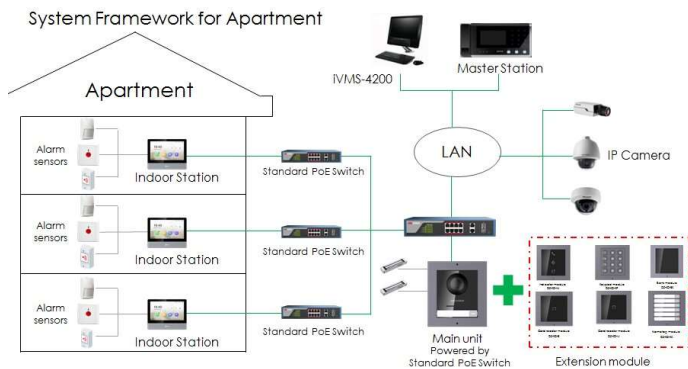 System Framework for Apartment
Apartment
iVMS-4200
Master Station
LAN
IP Camera
Alarm
sensors
Indoor Station
Standard PoE Switch
Alarm
sensors
Indoor Station
Standard PoE Switch
Alarm
sensors
Indoor Station
Standard PoE Switch
Main unit
Powered by
Standard PoE Switch
Extension module